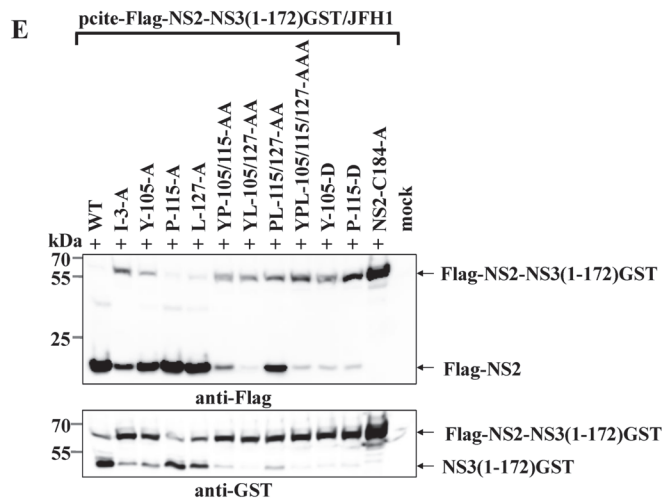 E
pcite-Flag-NS2-NS3(1-172)GST/JFH1
WT
I-3-A
Y-105-A
P-115-A
L-127-A
YP-105/115-AA
YL-105/127-AA
PL-115/127-AA
YPL-105/115/127-AAA
Y-105-D
P-115-D
NS2-C184-A
mock
kDa + + + + + + + + + + + +
70
55 Flag-NS2-NS3(1-172)GST
25
Flag-NS2
anti-Flag
70 Flag-NS2-NS3(1-172)GST
55
NS3(1-172)GST
anti-GST